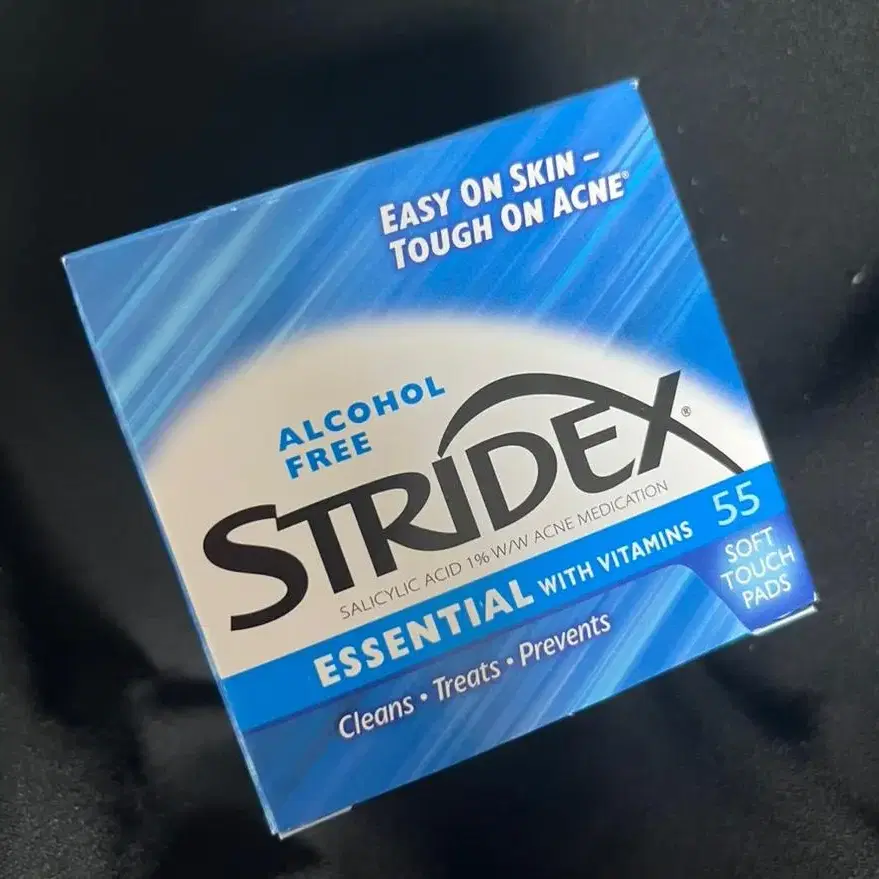 EASY ON SKIN –
TOUGH ON ACNE®
ALCOHOL
FREE
STRIDEX®
SALICYLIC ACID 1% W/W ACNE MEDICATION
ESSENTIAL WITH VITAMINS
55
SOFT
TOUCH
PADS
Cleans • Treats • Prevents